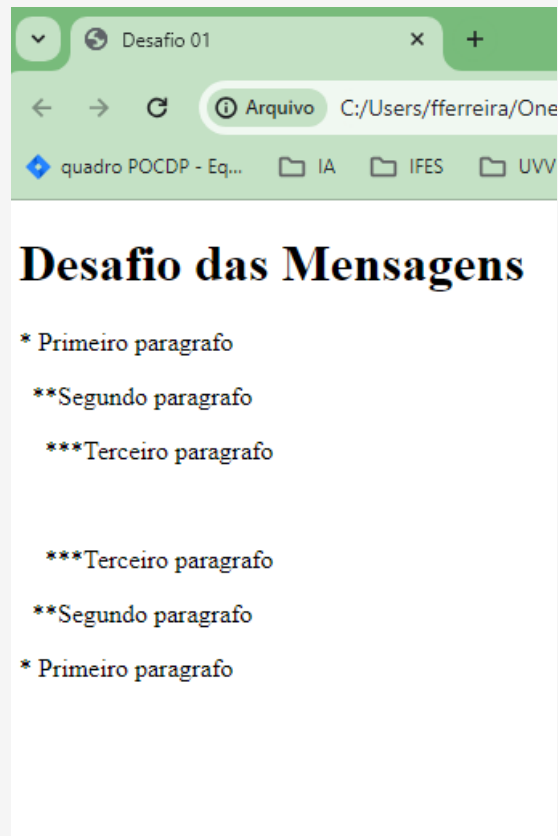 Desafio 01
Arquivo C:/Users/fferreira/One
quadro POCDP - Eq... IA IFES UVV
Desafio das Mensagens
* Primeiro paragrafo
**Segundo paragrafo
***Terceiro paragrafo
***Terceiro paragrafo
**Segundo paragrafo
* Primeiro paragrafo